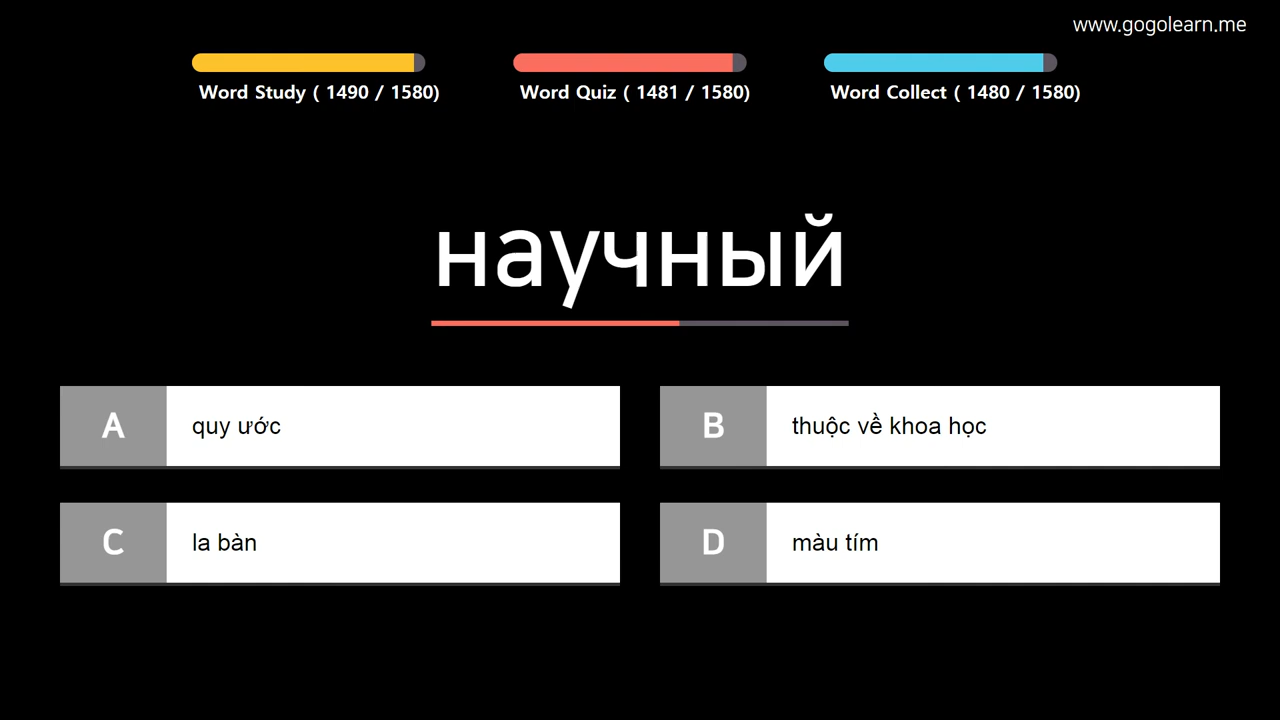 www.gogolearn.me
Word Study ( 1490 / 1580)
Word Quiz ( 1481 / 1580)
Word Collect ( 1480 / 1580)
научный
A quy ước
B thuộc về khoa học
C la bàn
D màu tím